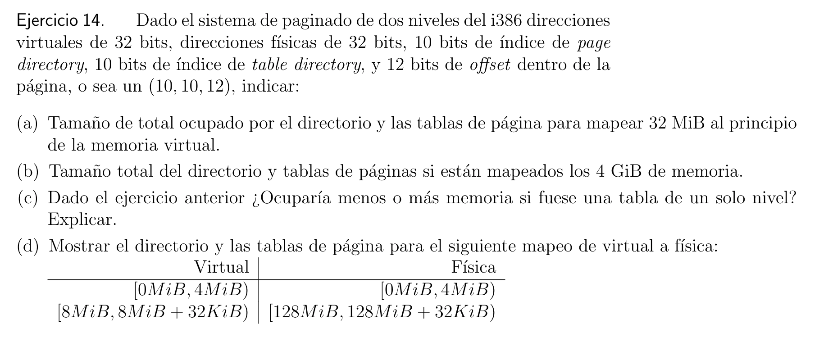 Ejercicio 14. Dado el sistema de paginado de dos niveles del i386 direcciones
virtuales de 32 bits, direcciones físicas de 32 bits, 10 bits de índice de page
directory, 10 bits de índice de table directory, y 12 bits de offset dentro de la
página, o sea un (10, 10, 12), indicar:
(a) Tamaño de total ocupado por el directorio y las tablas de página para mapear 32 MiB al principio
de la memoria virtual.
(b) Tamaño total del directorio y tablas de páginas si están mapeados los 4 GiB de memoria.
(c) Dado el ejercicio anterior ¿Ocuparía menos o más memoria si fuese una tabla de un solo nivel?
Explicar.
(d) Mostrar el directorio y las tablas de página para el siguiente mapeo de virtual a física:
Virtual Física
[0MiB, 4MiB) [0MiB, 4MiB)
[8MiB, 8MiB + 32KiB) [128MiB, 128MiB + 32KiB)